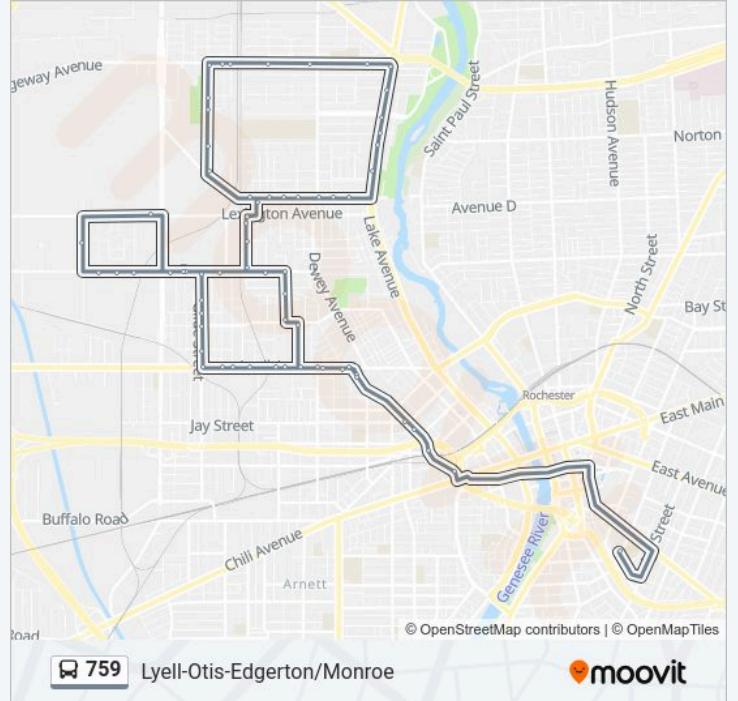 geway Avenue
Saint Paul Street
Hudson Avenue
Norton
Avenue D
Lexington Avenue
Lake Avenue
Dewey Avenue
North Street
Bay St
Rochester
East Main
Jay Street
East Avenue
Street
Buffalo Road
Chili Avenue
Genesee River
Arnett
Road
© OpenStreetMap contributors | © OpenMapTiles
759 Lyell-Otis-Edgerton/Monroe
moovit